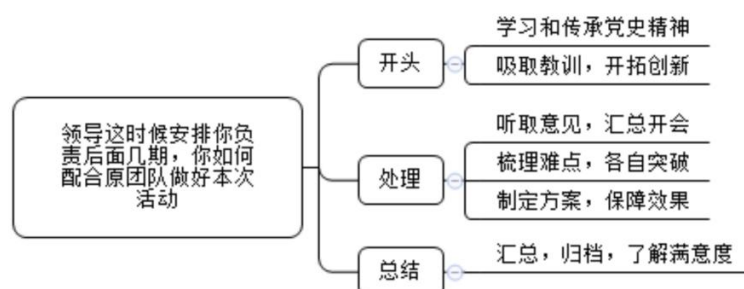 学习和传承党史精神
开头
吸取教训，开拓创新
领导这时候安排你负
责后面几期，你如何
配合原团队做好本次
活动
听取意见，汇总开会
处理
梳理难点，各自突破
制定方案，保障效果
总结
汇总，归档，了解满意度